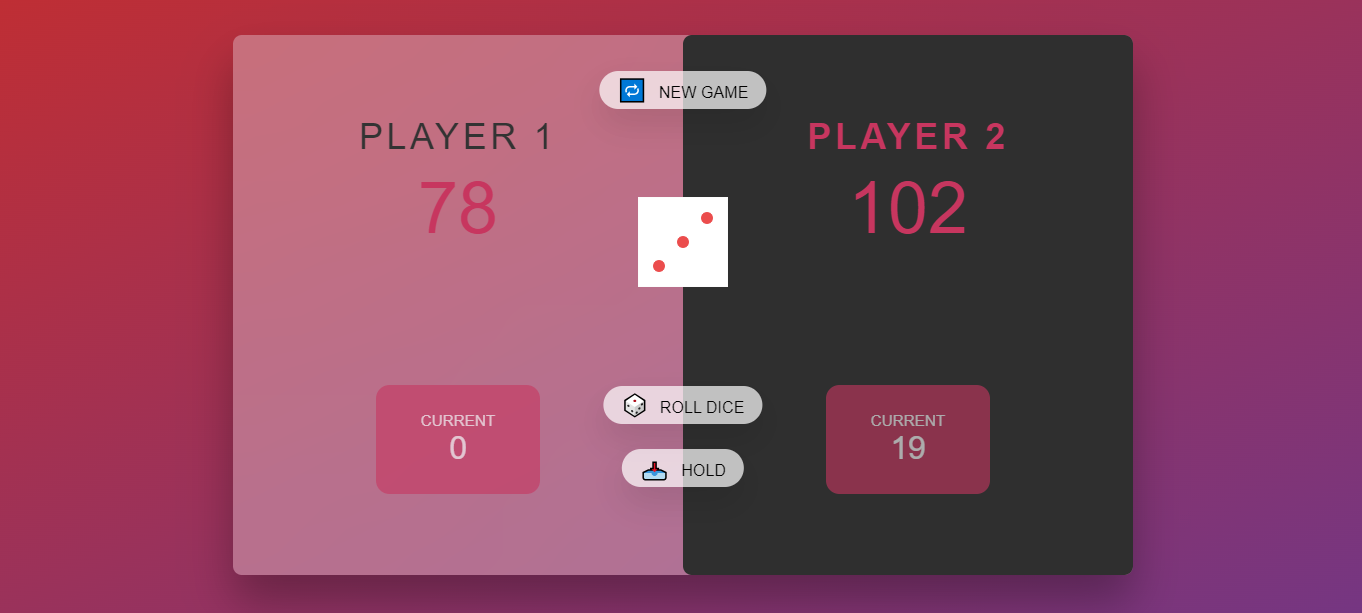 NEW GAME
PLAYER 1
78
PLAYER 2
102
CURRENT
0
ROLL DICE
HOLD
CURRENT
19